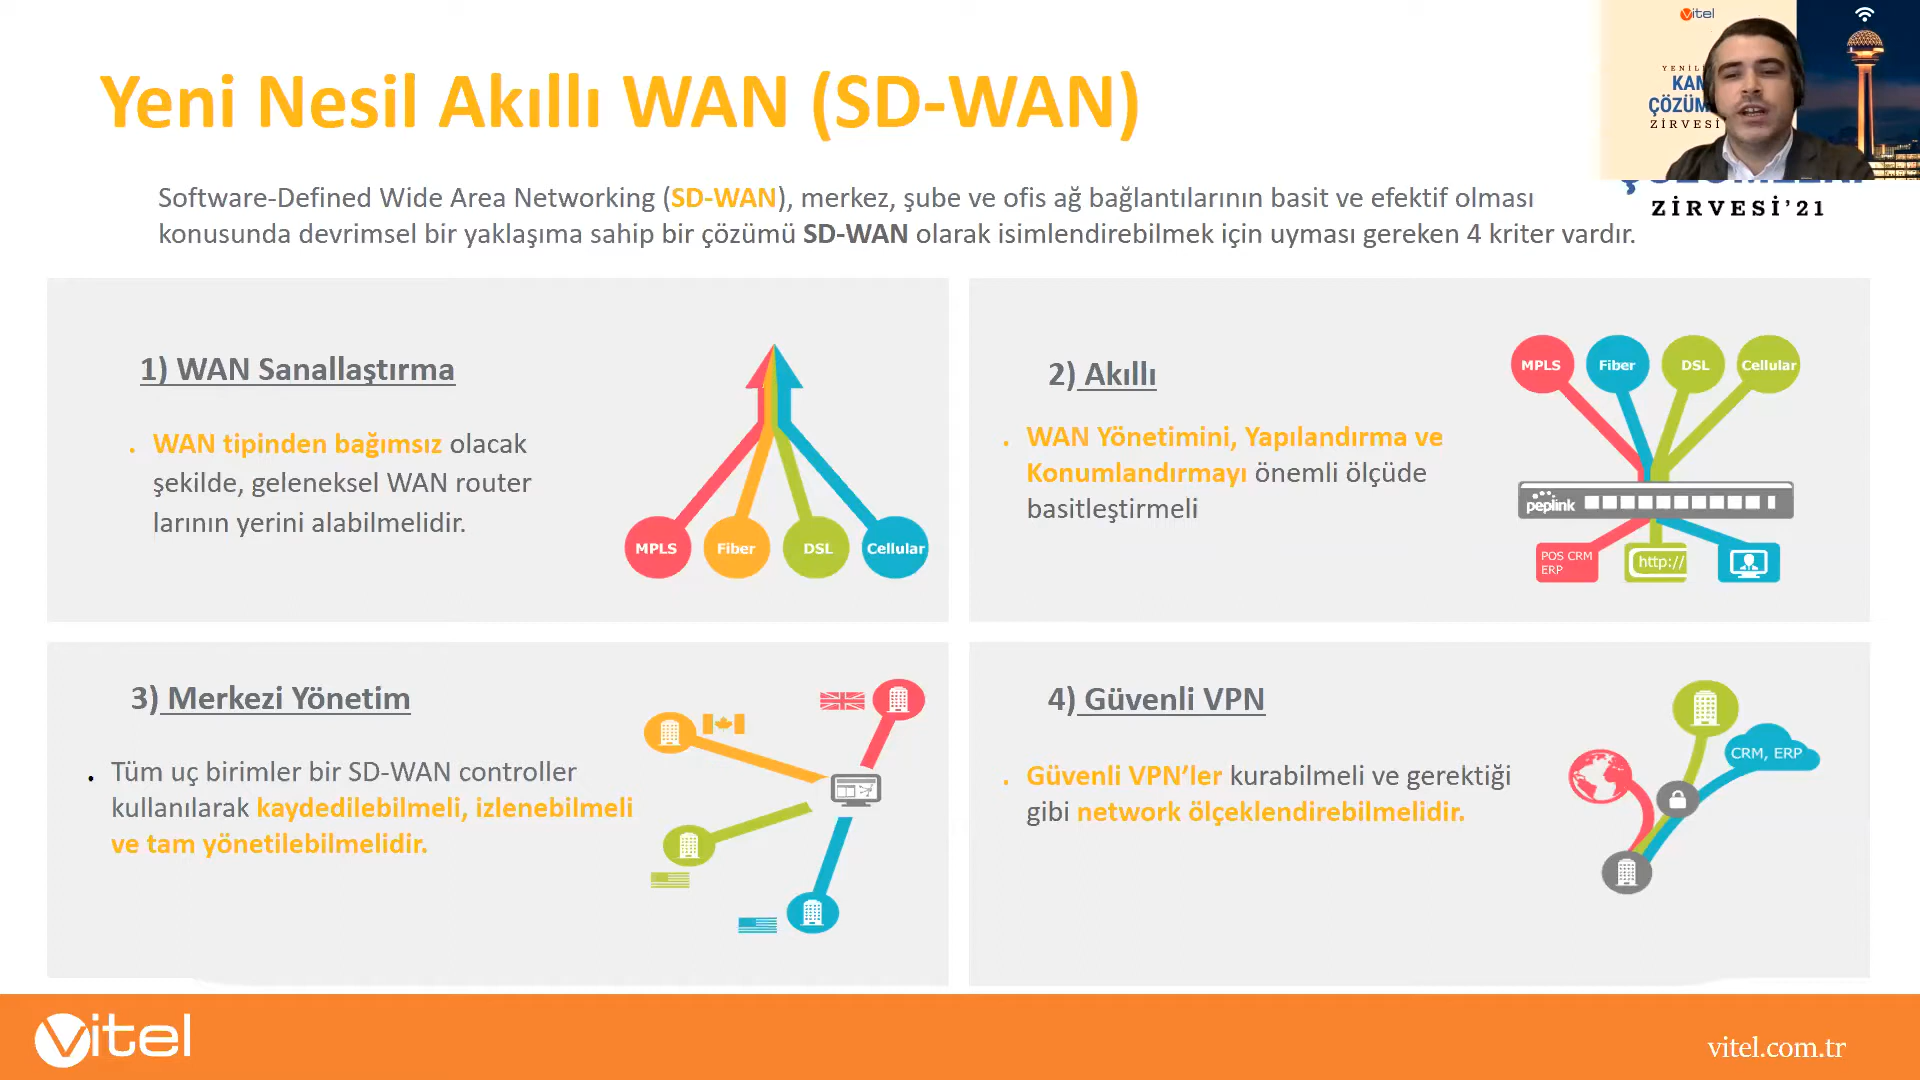 Yeni Nesil Akıllı WAN (SD-WAN)
vitel
ZİRVESİ
ZİRVESİ'21
Software-Defined Wide Area Networking (SD-WAN), merkez, şube ve ofis ağ bağlantılarının basit ve efektif olması
konusunda devrimsel bir yaklaşıma sahip bir çözümü SD-WAN olarak isimlendirebilmek için uyması gereken 4 kriter vardır.
1) WAN Sanallaştırma
. WAN tipinden bağımsız olacak
şekilde, geleneksel WAN router
larının yerini alabilmelidir.
MPLS Fiber DSL Cellular
2) Akıllı
. WAN Yönetimini, Yapılandırma ve
Konumlandırmayı önemli ölçüde
basitleştirmeli
MPLS Fiber DSL Cellular
peplink
POS CRM
ERP
http://
3) Merkezi Yönetim
. Tüm uç birimler bir SD-WAN controller
kullanılarak kaydedilebilmeli, izlenebilmeli
ve tam yönetilebilmelidir.
4) Güvenli VPN
. Güvenli VPN’ler kurabilmeli ve gerektiği
gibi network ölçeklendirebilmelidir.
CRM, ERP
vitel
vitel.com.tr